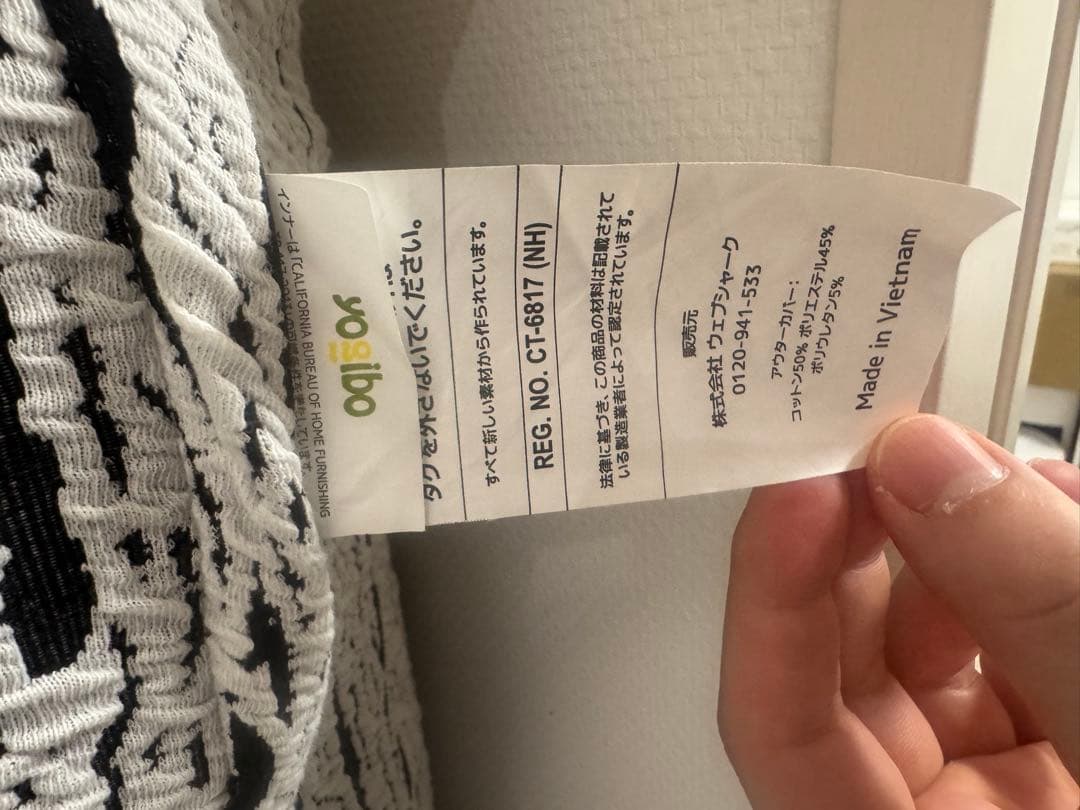 インナーは「CALIFORNIA BUREAU OF HOME FURNISHING
しています。
yogibo
タグを外さないでください。
すべて新しい素材から作られています。
REG. NO. CT-6817 (NH)
法律に基づき、この商品の材料は記載されて
いる製造業者によって認定されています。
販売元
株式会社 ウェブシャーク
0120-941-533
アウターカバー：
コットン50% ポリエステル45%
ポリウレタン5%
Made in Vietnam